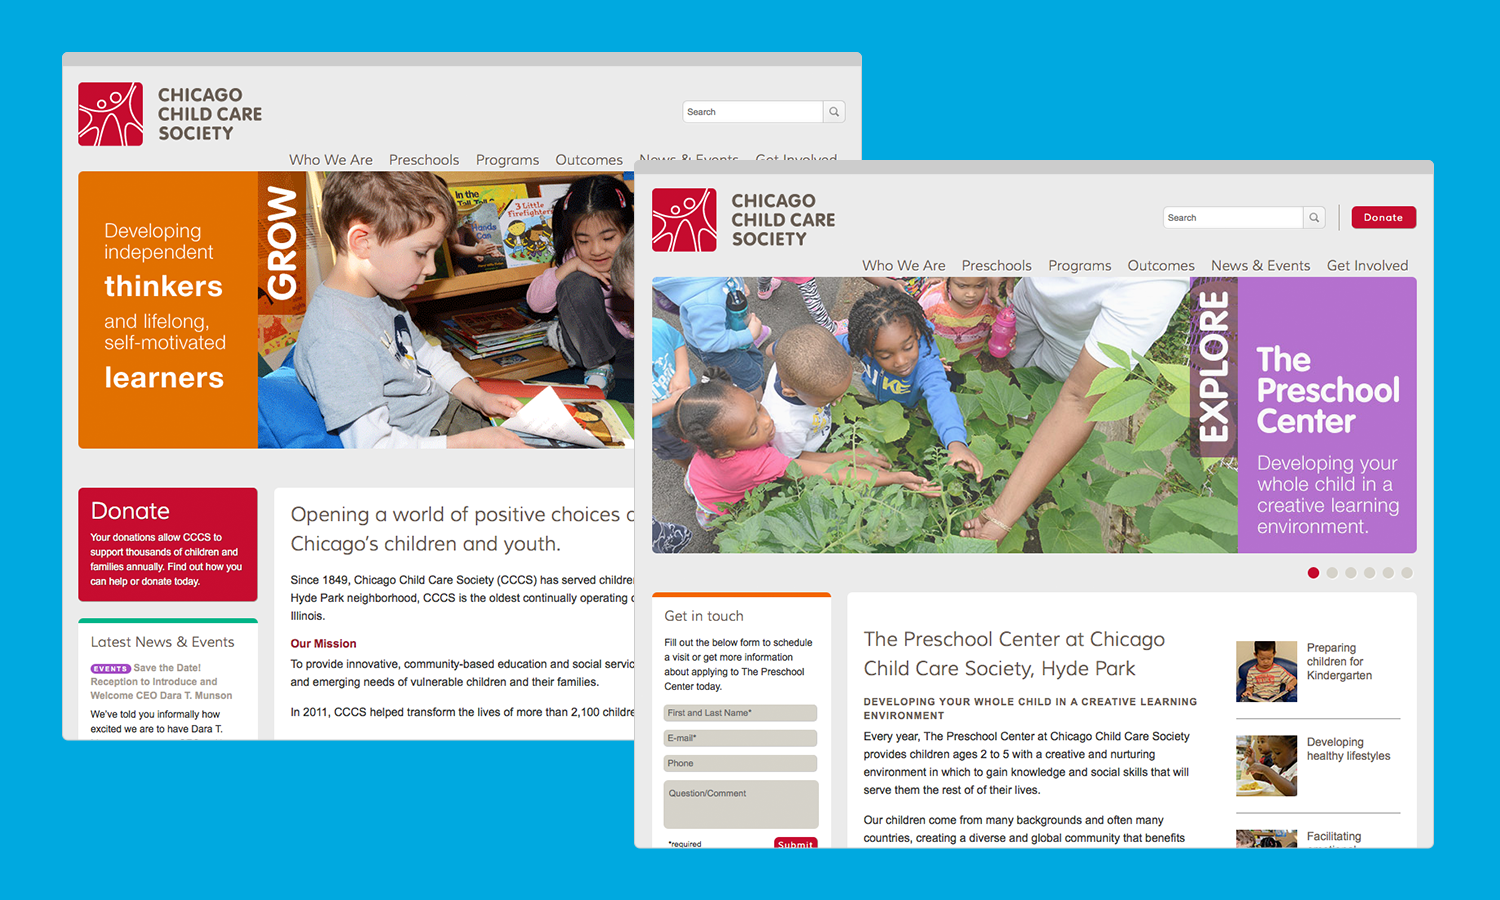 CHICAGO
CHILD CARE
SOCIETY
Search
Who We Are Preschools Programs Outcomes News & Events Get Involved
Developing
independent
thinkers
and lifelong,
self-motivated
learners
GROW
In the
3 Little
Firefighters
Hands
Can
Donate
Your donations allow CCCS to
support thousands of children and
families annually. Find out how you
can help or donate today.
Latest News & Events
EVENTS Save the Date!
Reception to Introduce and
Welcome CEO Dara T. Munson
We've told you informally how
excited we are to have Dara T.
Opening a world of positive choices
Chicago's children and youth.
Since 1849, Chicago Child Care Society (CCCS) has served
Hyde Park neighborhood, CCCS is the oldest continually operating
Illinois.
Our Mission
To provide innovative, community-based education and social
and emerging needs of vulnerable children and their families.
In 2011, CCCS helped transform the lives of more than 2,100
CHICAGO
CHILD CARE
SOCIETY
Search
Donate
Who We Are Preschools Programs Outcomes News & Events Get Involved
EXPLORE
The
Preschool
Center
Developing your
whole child in a
creative learning
environment.
Get in touch
Fill out the below form to schedule
a visit or get more information
about applying to The Preschool
Center today.
First and Last Name*
E-mail*
Phone
Question/Comment
*required
Submit
The Preschool Center at Chicago
Child Care Society, Hyde Park
DEVELOPING YOUR WHOLE CHILD IN A CREATIVE LEARNING
ENVIRONMENT
Every year, The Preschool Center at Chicago Child Care Society
provides children ages 2 to 5 with a creative and nurturing
environment in which to gain knowledge and social skills that will
serve them the rest of of their lives.
Our children come from many backgrounds and often many
countries, creating a diverse and global community that benefits
Preparing
children for
Kindergarten
Developing
healthy lifestyles
Facilitating